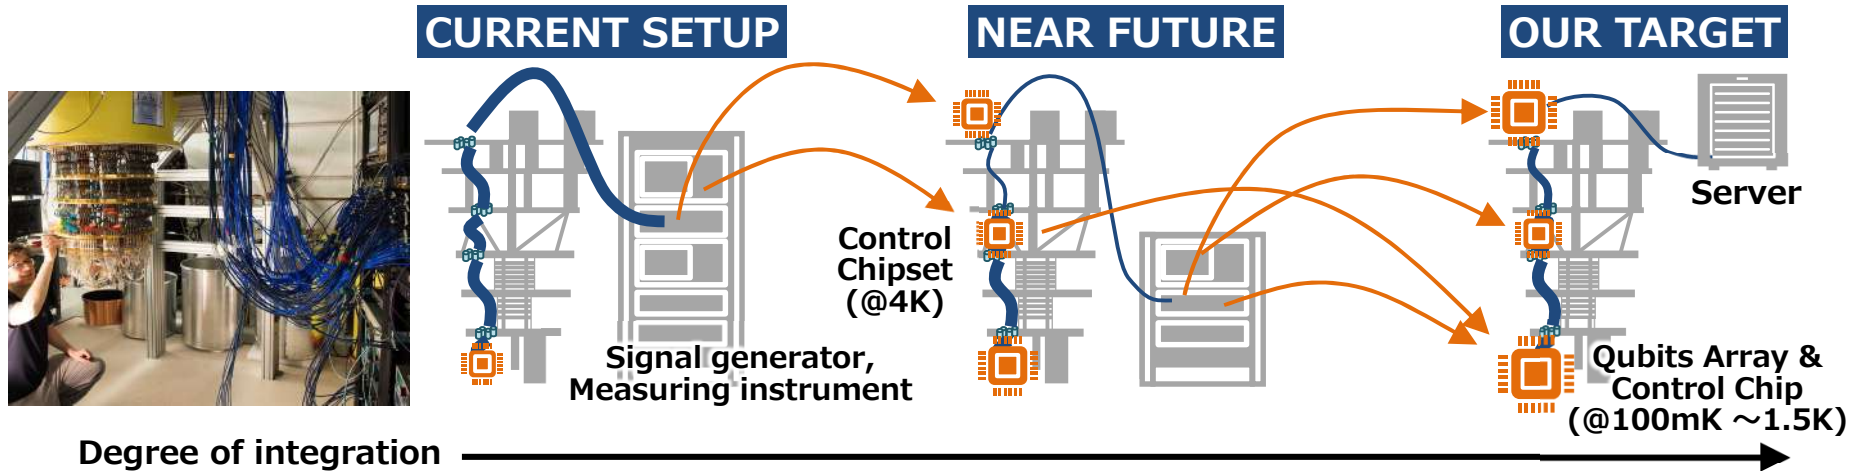 CURRENT SETUP
NEAR FUTURE
OUR TARGET
Server
Control
Chipset
(@4K)
Signal generator,
Measuring instrument
Qubits Array &
Control Chip
(@100mK ～1.5K)
Degree of integration